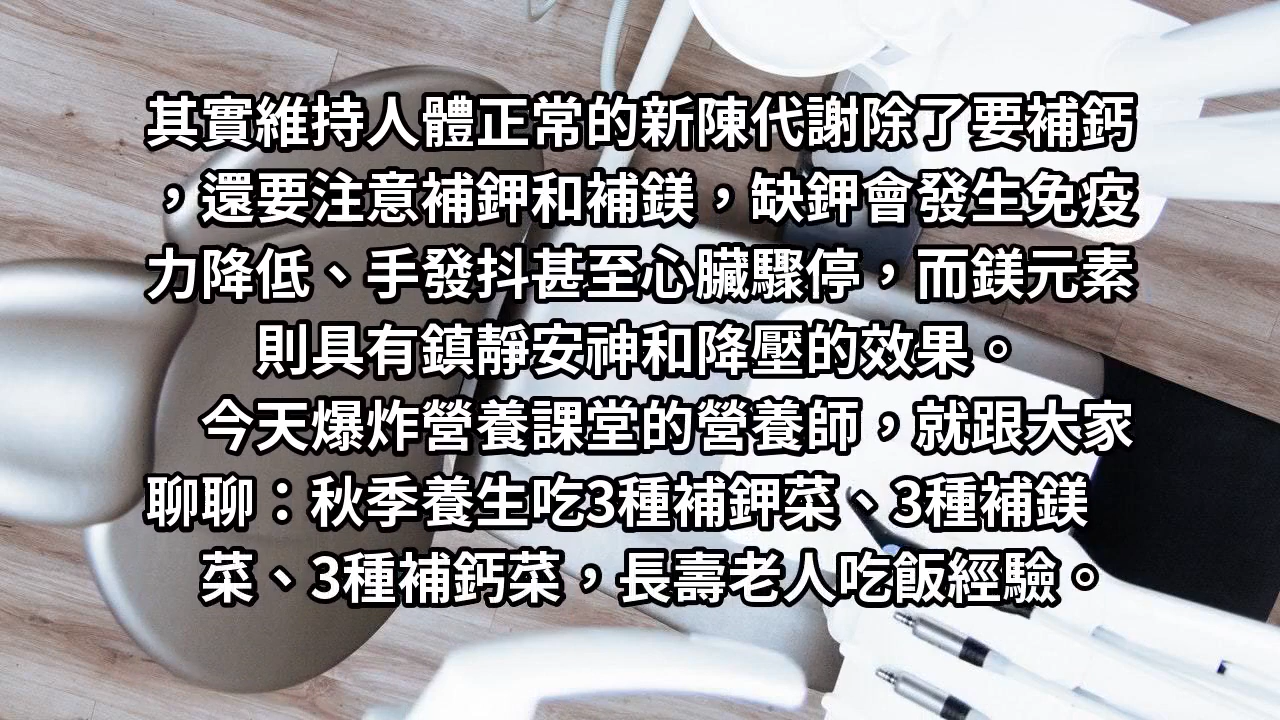 其實維持人體正常的新陳代謝除了要補鈣
，還要注意補鉀和補鎂，缺鉀會發生免疫
力降低、手發抖甚至心臟驟停，而鎂元素
則具有鎮靜安神和降壓的效果。
今天爆炸營養課堂的營養師，就跟大家
聊聊：秋季養生吃3種補鉀菜、3種補鎂
菜、3種補鈣菜，長壽老人吃飯經驗。